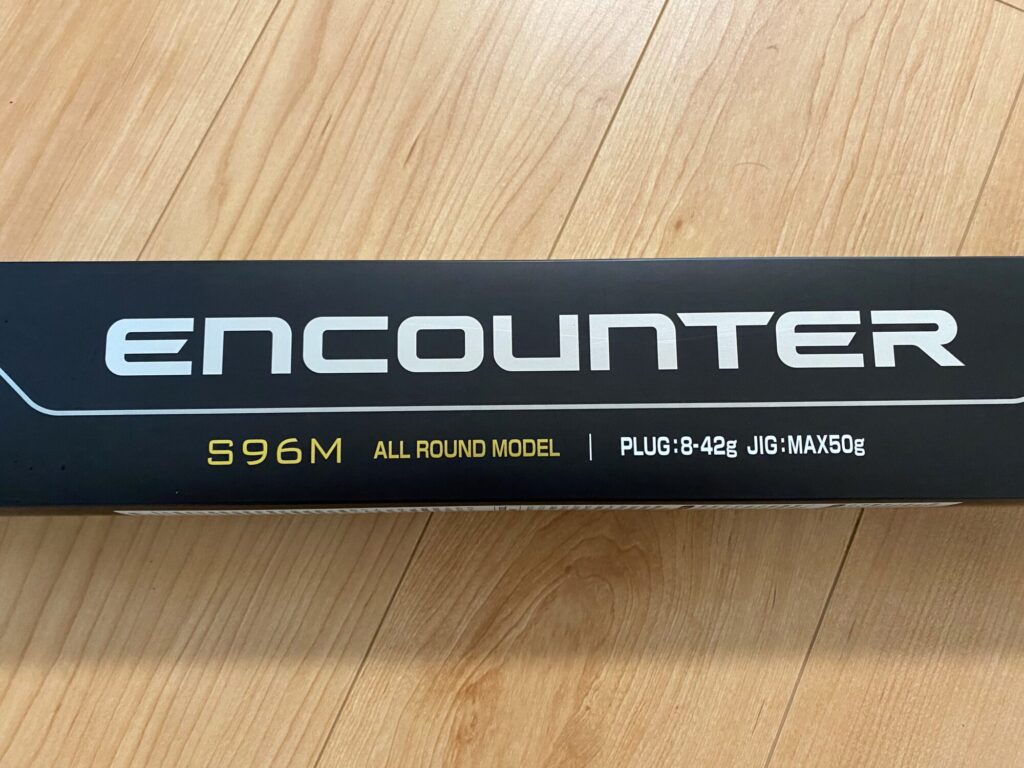 ENCOUNTER
S96M ALL ROUND MODEL | PLUG:8-42g JIG:MAX50g